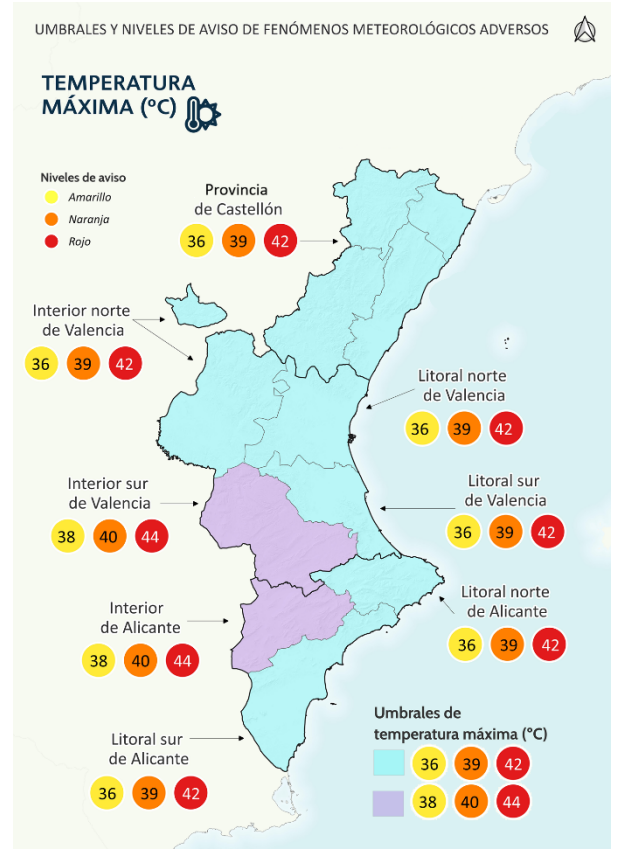 UMBRALES Y NIVELES DE AVISO DE FENÓMENOS METEOROLÓGICOS ADVERSOS
TEMPERATURA
MÁXIMA (ºC)
Niveles de aviso
Amarillo
Naranja
Rojo
Provincia
de Castellón
36 39 42
Interior norte
de Valencia
36 39 42
Litoral norte
de Valencia
36 39 42
Interior sur
de Valencia
38 40 44
Litoral sur
de Valencia
36 39 42
Interior
de Alicante
38 40 44
Litoral norte
de Alicante
36 39 42
Litoral sur
de Alicante
36 39 42
Umbrales de
temperatura máxima (ºC)
36 39 42
38 40 44